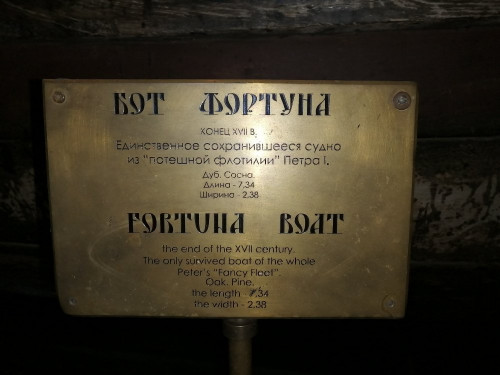 БОТ ФОРТУНА
КОНЕЦ XVII В.
Единственное сохранившееся судно
из "потешной флотилии" Петра I.
Дуб. Сосна.
Длина - 7,34
Ширина - 2,38
FORTUNA BOAT
the end of the XVII century.
The only survived boat of the whole
Peter's "Fancy Float"
Oak. Pine.
the length - 7,34
the width - 2,38